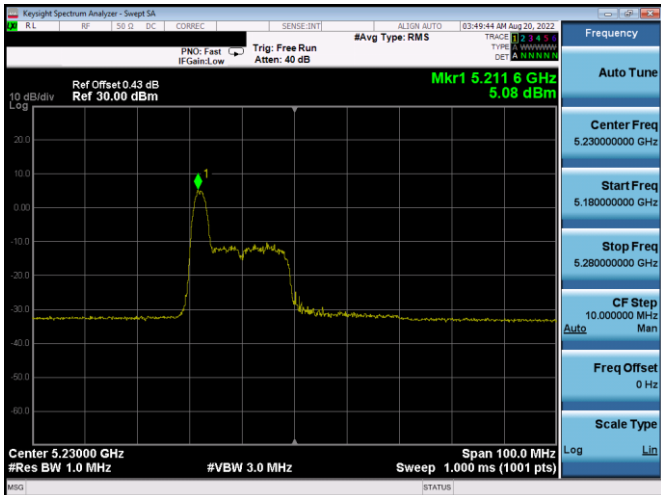 Keysight Spectrum Analyzer - Swept SA
RL RF 50 Ω DC CORREC SENSE:INT ALIGN AUTO 03:49:44 AM Aug 20, 2022
#Avg Type: RMS TRACE 1 2 3 4 5 6
TYPE A WWWWW
DET A NNNNN
PNO: Fast Trig: Free Run
IFGain:Low Atten: 40 dB
Frequency
Mkr1 5.211 6 GHz
5.08 dBm
Ref Offset 0.43 dB
10 dB/div Ref 30.00 dBm
Log
Auto Tune
20.0
10.0
0.00
-10.0
-20.0
-30.0
-40.0
-50.0
-60.0
1
Center Freq
5.230000000 GHz
Start Freq
5.180000000 GHz
Stop Freq
5.280000000 GHz
CF Step
10.000000 MHz
Auto Man
Freq Offset
0 Hz
Scale Type
Log Lin
Center 5.23000 GHz Span 100.0 MHz
#Res BW 1.0 MHz #VBW 3.0 MHz Sweep 1.000 ms (1001 pts)
MSG STATUS